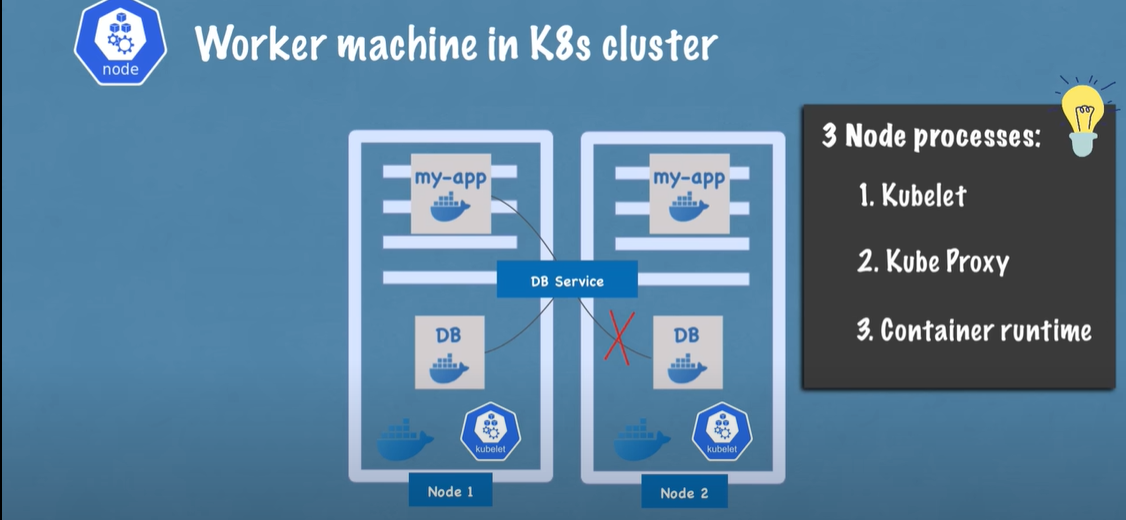 node
Worker machine in K8s cluster
3 Node processes:
1. Kubelet
2. Kube Proxy
3. Container runtime
my-app
my-app
DB Service
DB
DB
kubelet
kubelet
Node 1
Node 2